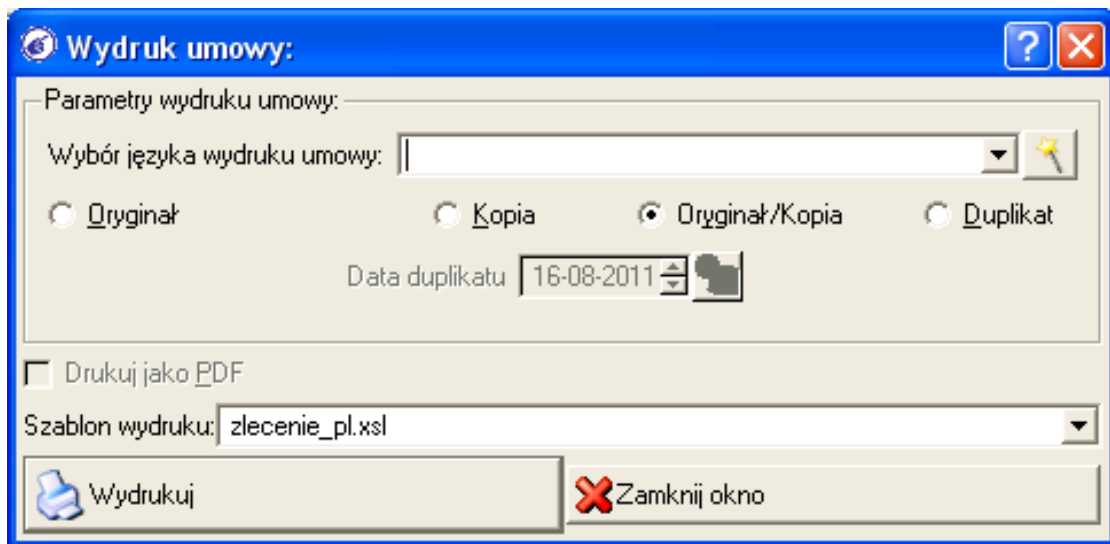 Wydruk umowy:
Parametry wydruku umowy:
Wybór języka wydruku umowy:
Oryginał Kopia Oryginał/Kopia Duplikat
Data duplikatu 16-08-2011
Drukuj jako PDF
Szablon wydruku: zlecenie_pl.xsl
Wydrukuj Zamknij okno